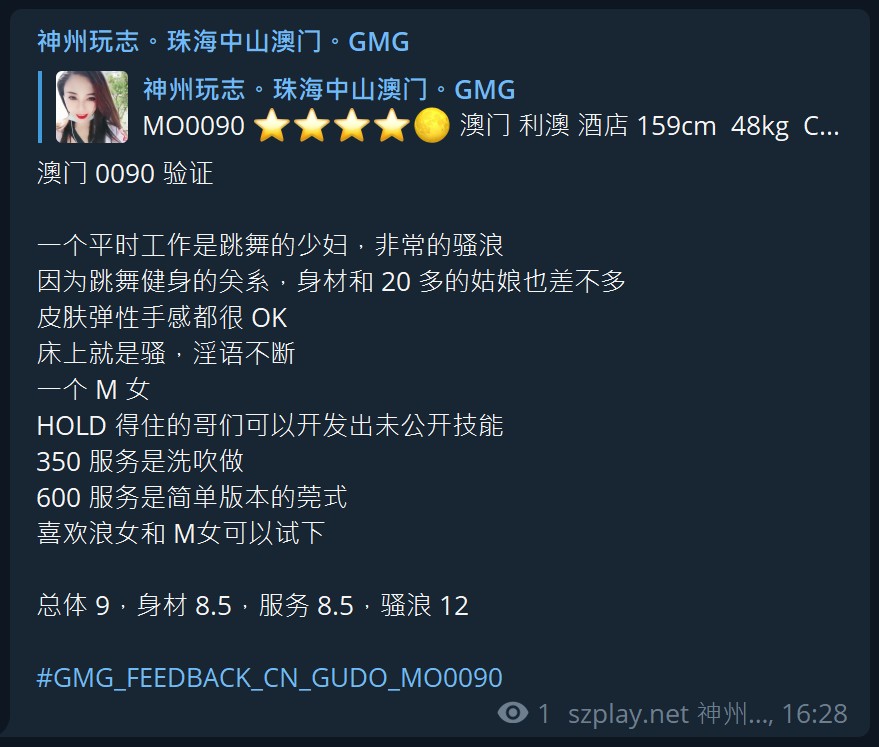 神州玩志。珠海中山澳门。GMG
神州玩志。珠海中山澳门。GMG
MO0090 ⭐⭐⭐⭐🌕 澳门 利澳 酒店 159cm 48kg C...
澳门 0090 验证
一个平时工作是跳舞的少妇，非常的骚浪
因为跳舞健身的关系，身材和 20 多的姑娘也差不多
皮肤弹性手感都很 OK
床上就是骚，淫语不断
一个 M 女
HOLD 得住的哥们可以开发出未公开技能
350 服务是洗吹做
600 服务是简单版本的莞式
喜欢浪女和 M女可以试下
总体 9，身材 8.5，服务 8.5，骚浪 12
#GMG_FEEDBACK_CN_GUDO_MO0090
1 szplay.net 神州..., 16:28